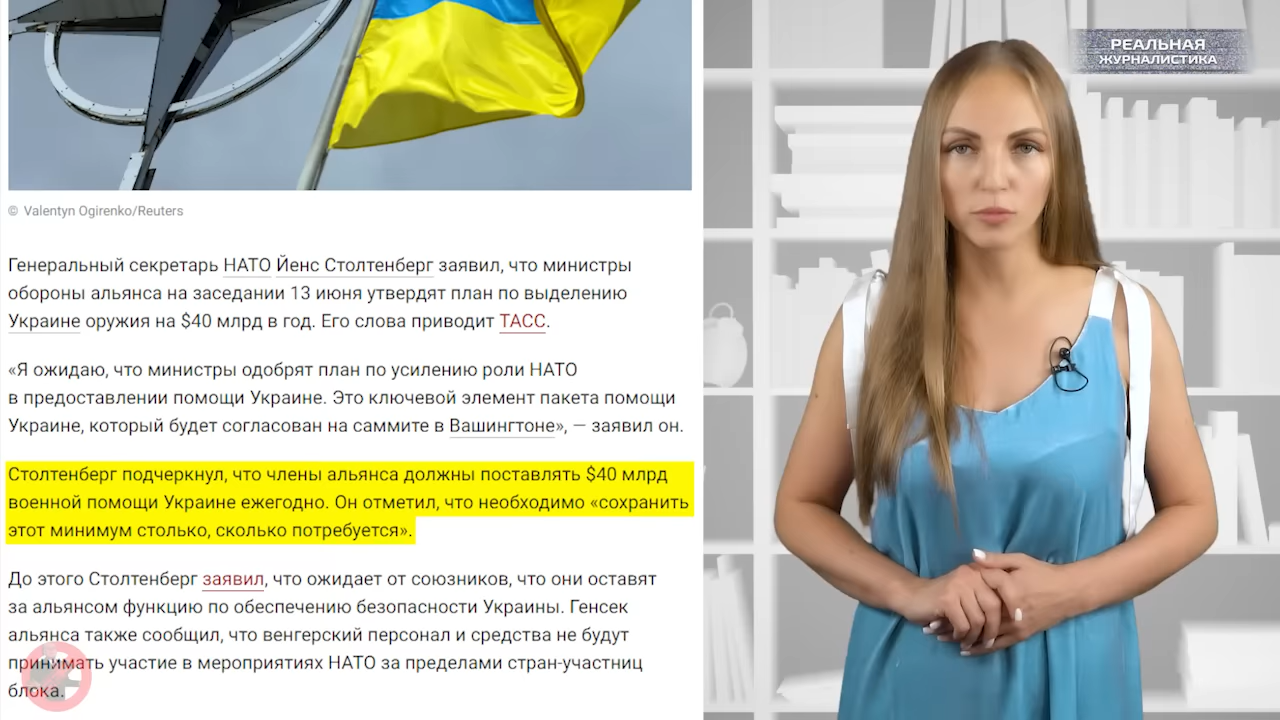 РЕАЛЬНАЯ
ЖУРНАЛИСТИКА
© Valentyn Ogirenko/Reuters
Генеральный секретарь НАТО Йенс Столтенберг заявил, что министры
обороны альянса на заседании 13 июня утвердят план по выделению
Украине оружия на $40 млрд в год. Его слова приводит ТАСС.
«Я ожидаю, что министры одобрят план по усилению роли НАТО
в предоставлении помощи Украине. Это ключевой элемент пакета помощи
Украине, который будет согласован на саммите в Вашингтоне», — заявил он.
Столтенберг подчеркнул, что члены альянса должны поставлять $40 млрд
военной помощи Украине ежегодно. Он отметил, что необходимо «сохранить
этот минимум столько, сколько потребуется».
До этого Столтенберг заявил, что ожидает от союзников, что они оставят
за альянсом функцию по обеспечению безопасности Украины. Генсек
альянса также сообщил, что венгерский персонал и средства не будут
принимать участие в мероприятиях НАТО за пределами стран-участниц
блока.